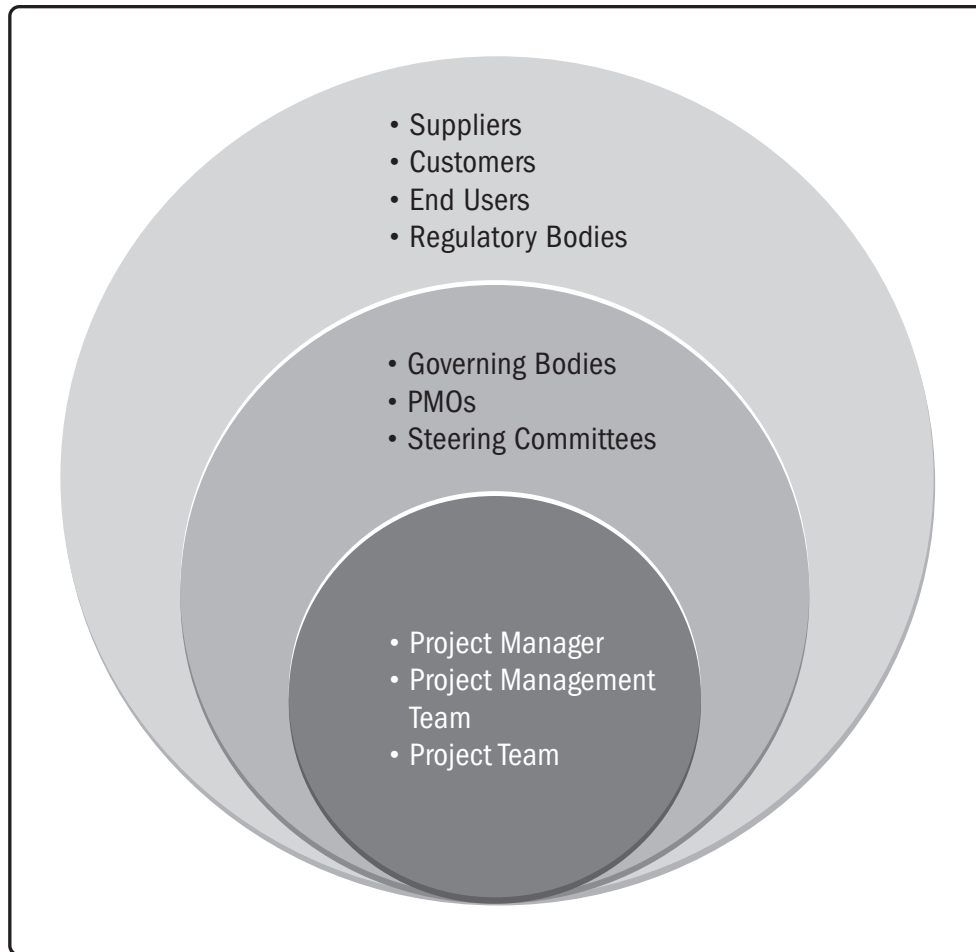 • Suppliers
• Customers
• End Users
• Regulatory Bodies
• Governing Bodies
• PMOs
• Steering Committees
• Project Manager
• Project Management
Team
• Project Team